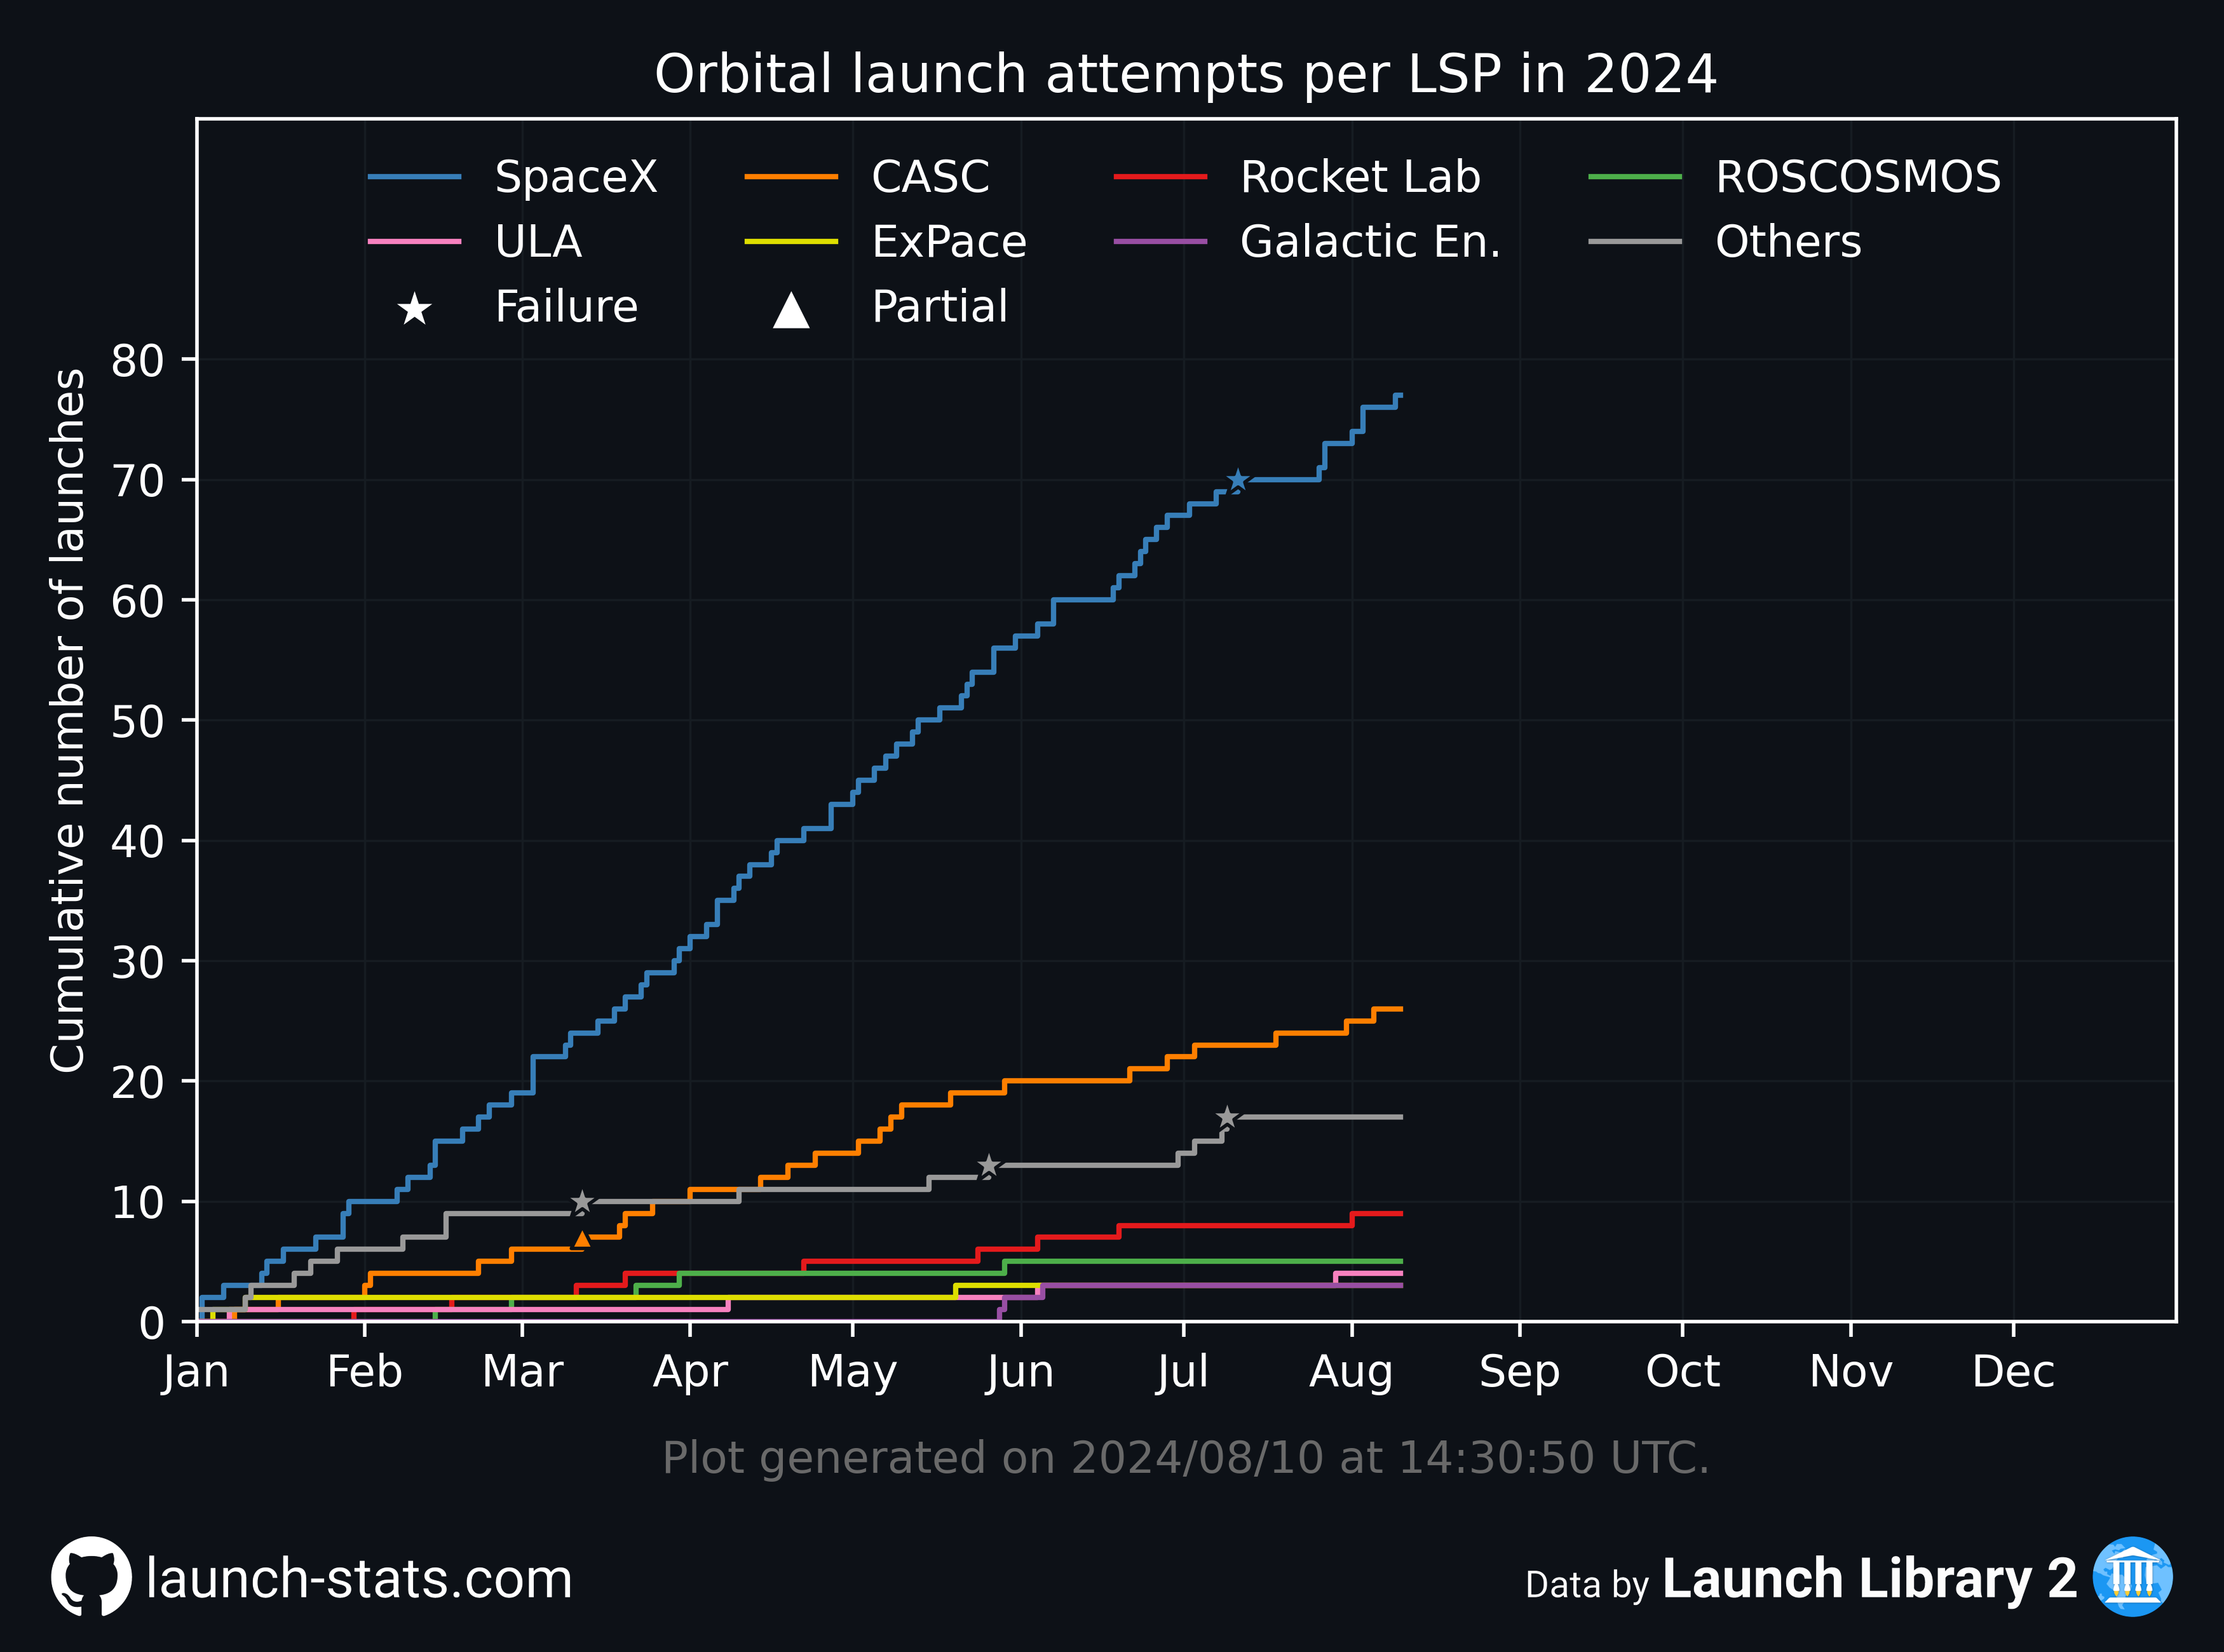 Orbital launch attempts per LSP in 2024
SpaceX CASC Rocket Lab ROSCOSMOS
ULA ExPace Galactic En. Others
Failure Partial
Cumulative number of launches
80
70
60
50
40
30
20
10
0
Jan Feb Mar Apr May Jun Jul Aug Sep Oct Nov Dec
Plot generated on 2024/08/10 at 14:30:50 UTC.
launch-stats.com Data by Launch Library 2